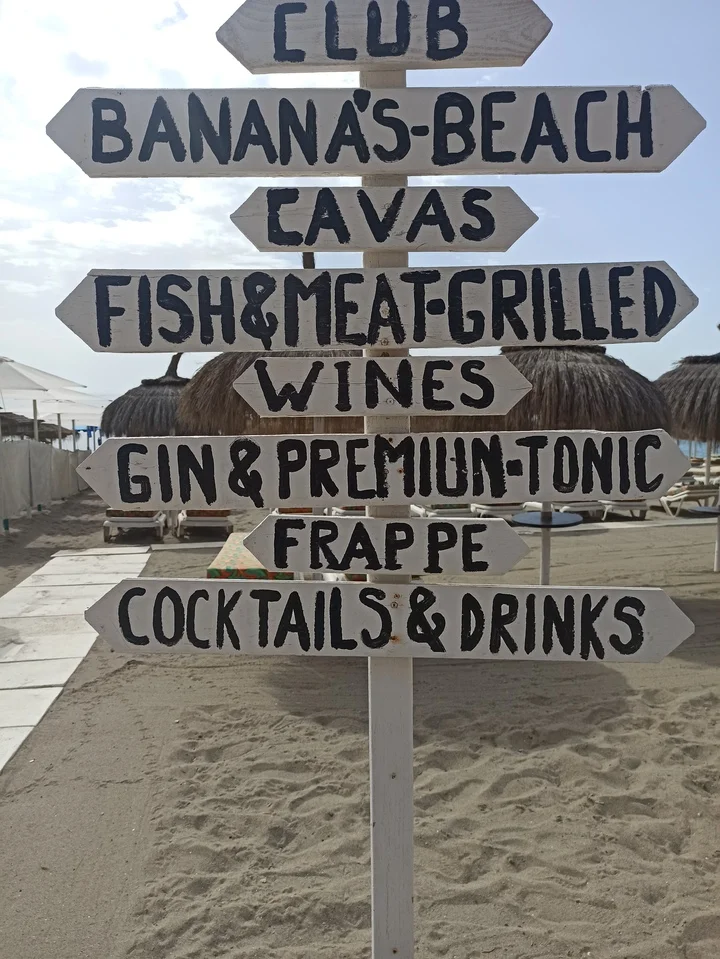 CLUB
BANANA'S-BEACH
CAVAS
FISH&MEAT-GRILLED
WINES
GIN&PREMIUN-TONIC
FRAPPE
COCKTAILS&DRINKS